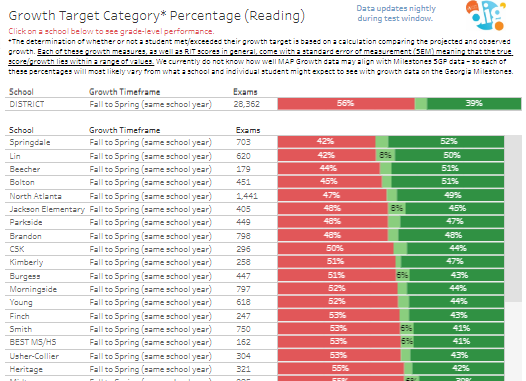 Growth Target Category* Percentage (Reading)
Data updates nightly
during test window.
Click on a school below to see grade-level performance.
*The determination of whether or not a student met/exceeded their growth target is based on a calculation comparing the projected and observed
growth. Each of these growth measures, as well as RIT scores in general, come with a standard error of measurement (SEM) meaning that the true
score/growth lies within a range of values. We currently do not know how well MAP Growth data may align with Milestones SGP data – so each of
these percentages will most likely vary from what a school and individual student might expect to see with growth data on the Georgia Milestones.
School Growth Timeframe Exams
DISTRICT Fall to Spring (same school year) 28,362 56% 39%
School Growth Timeframe Exams
Springdale Fall to Spring (same school year) 703 42% 52%
Lin Fall to Spring (same school year) 620 42% 8% 50%
Beecher Fall to Spring (same school year) 179 44% 51%
Bolton Fall to Spring (same school year) 451 45% 51%
North Atlanta Fall to Spring (same school year) 1,441 47% 49%
Jackson Elementary Fall to Spring (same school year) 405 48% 8% 45%
Parkside Fall to Spring (same school year) 449 48% 47%
Brandon Fall to Spring (same school year) 798 48% 48%
CSK Fall to Spring (same school year) 296 50% 44%
Kimberly Fall to Spring (same school year) 258 51% 47%
Burgess Fall to Spring (same school year) 447 51% 6% 43%
Morningside Fall to Spring (same school year) 797 52% 44%
Young Fall to Spring (same school year) 618 52% 44%
Finch Fall to Spring (same school year) 247 53% 43%
Smith Fall to Spring (same school year) 750 53% 6% 41%
BEST MS/HS Fall to Spring (same school year) 162 53% 6% 41%
Usher-Collier Fall to Spring (same school year) 304 53% 43%
Heritage Fall to Spring (same school year) 321 55% 42%